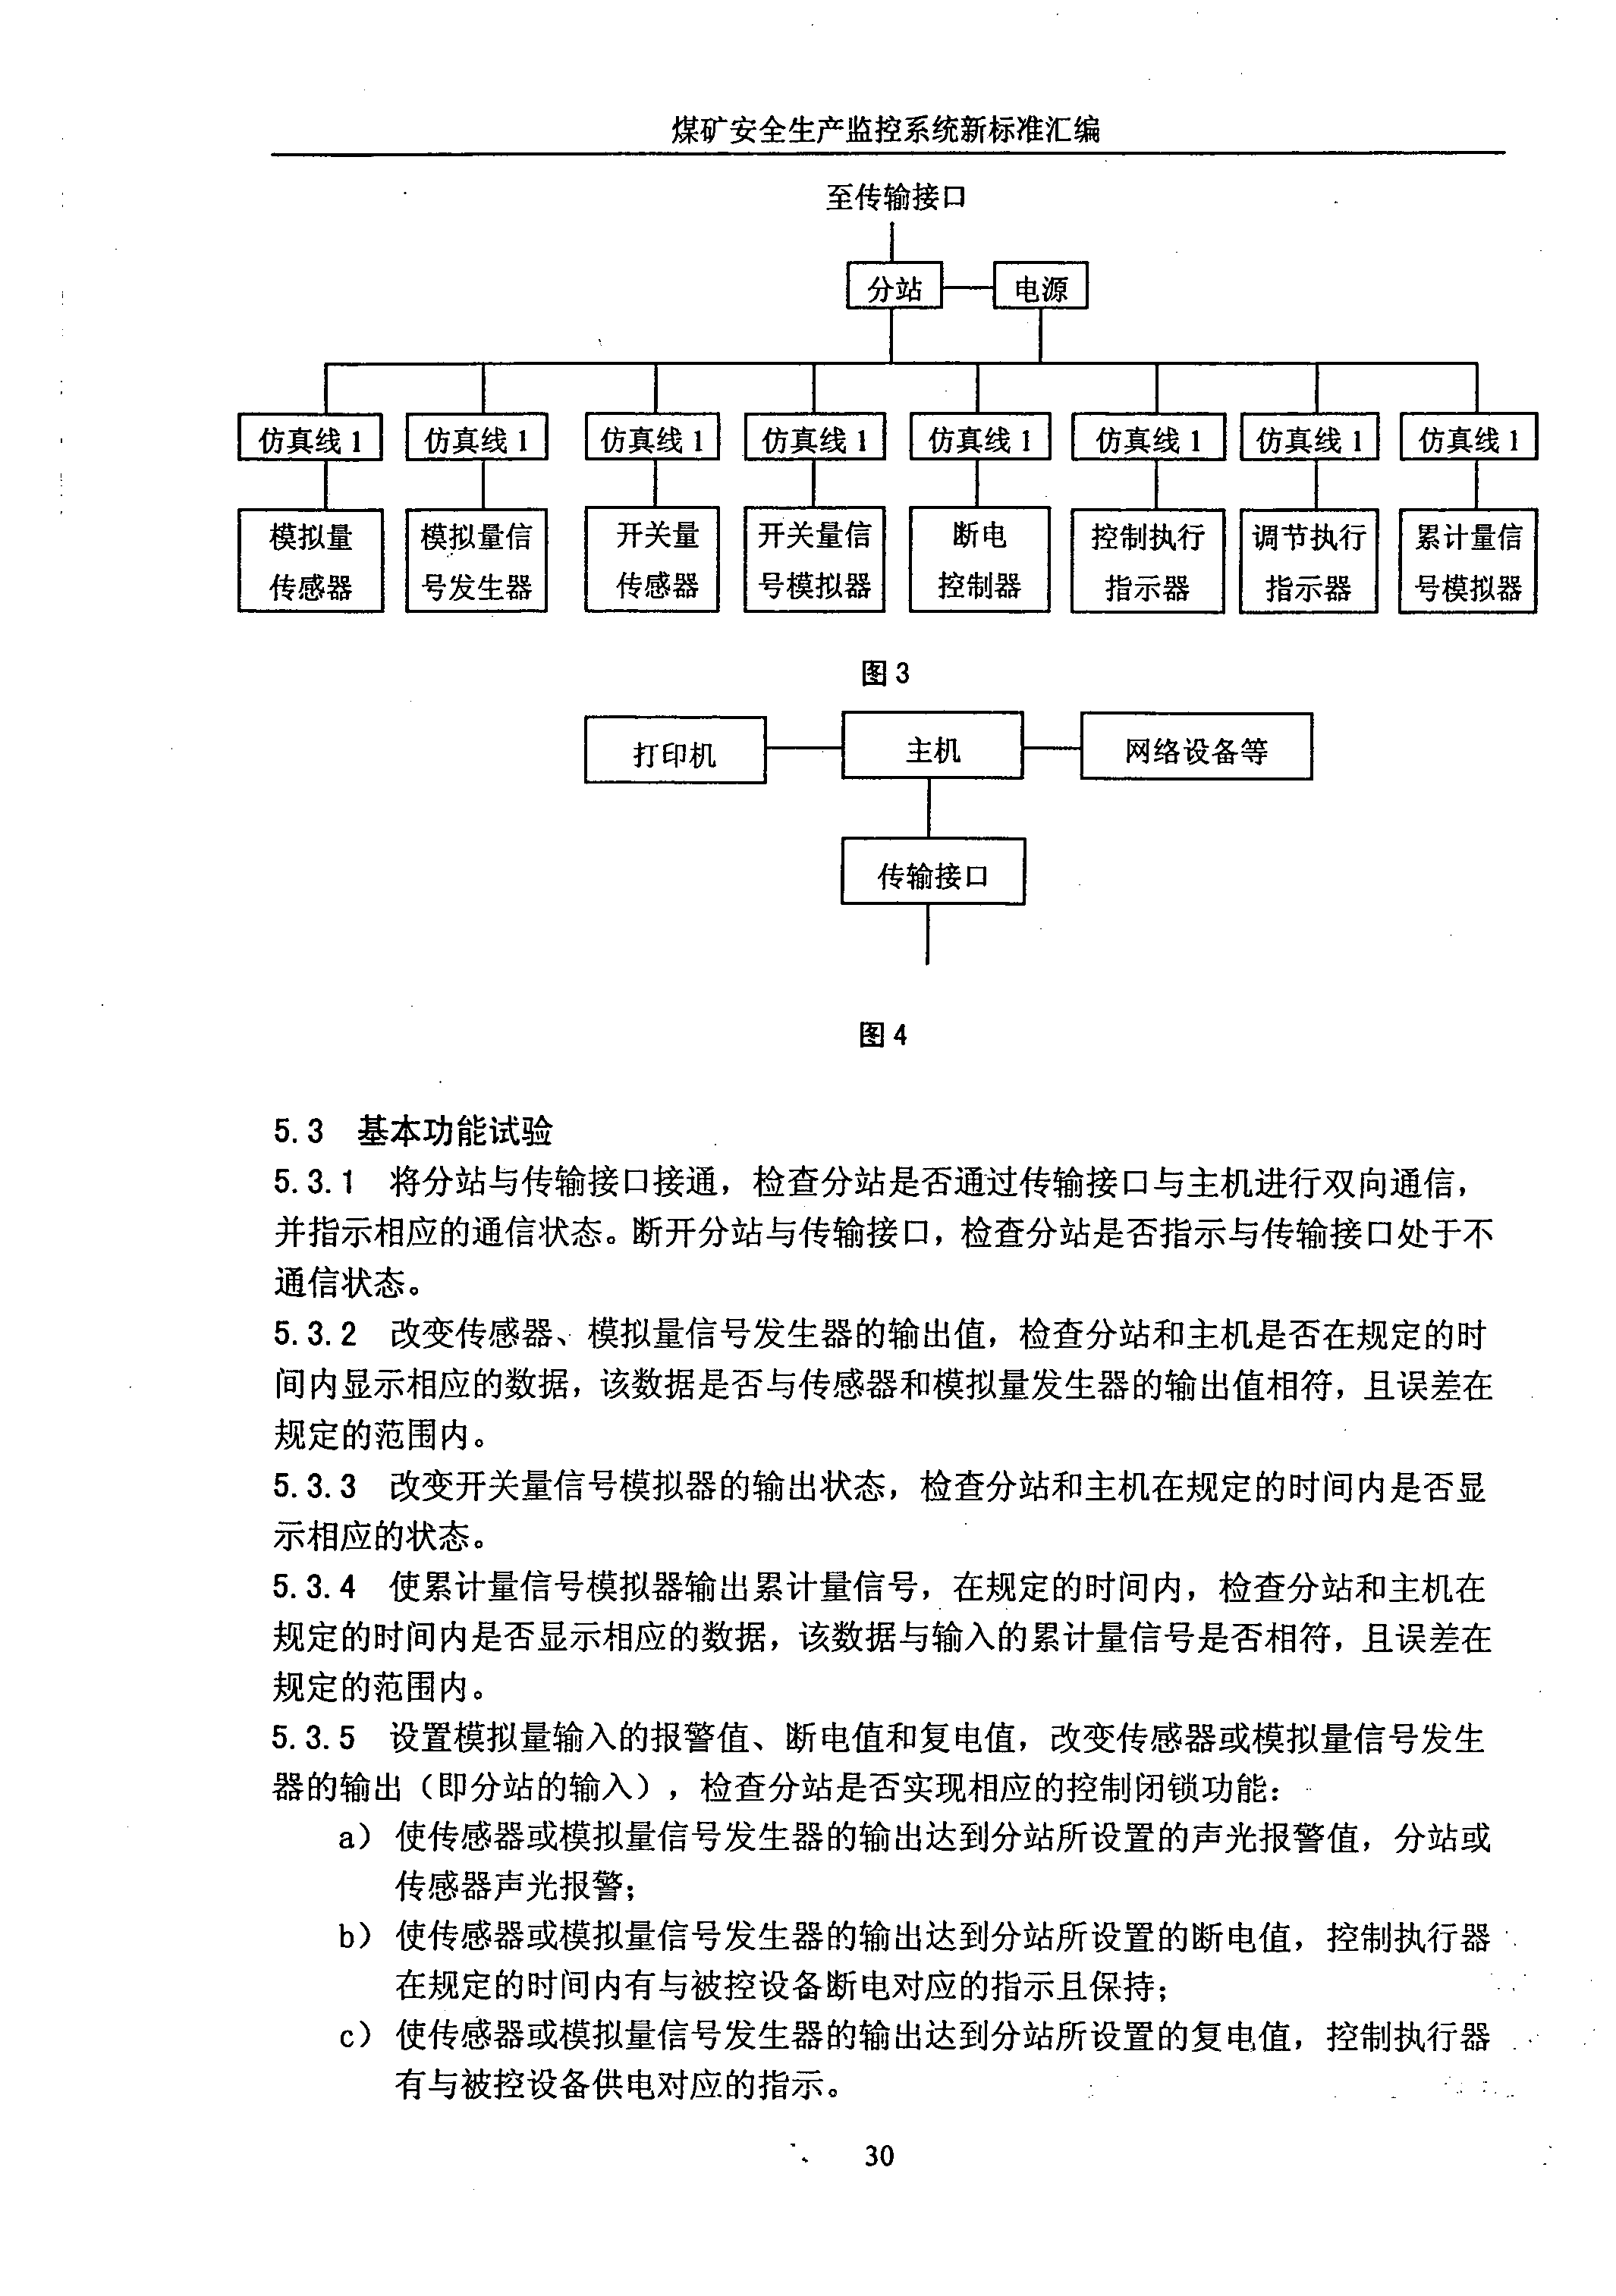 煤矿安全生产监控系统新标准汇编
至传输接口
分站 电源
仿真线1 仿真线1 仿真线1 仿真线1 仿真线1 仿真线1 仿真线1 仿真线1
模拟量 模拟量信 开关量 开关量信 断电 控制执行 调节执行 累计量信
传感器 号发生器 传感器 号模拟器 控制器 指示器 指示器 号模拟器
图3
打印机 主机 网络设备等
传输接口
图4
5.3 基本功能试验
5.3.1 将分站与传输接口接通，检查分站是否通过传输接口与主机进行双向通信，
并指示相应的通信状态。断开分站与传输接口，检查分站是否指示与传输接口处于不
通信状态。
5.3.2 改变传感器、模拟量信号发生器的输出值，检查分站和主机是否在规定的时
间内显示相应的数据，该数据是否与传感器和模拟量发生器的输出值相符，且误差在
规定的范围内。
5.3.3 改变开关量信号模拟器的输出状态，检查分站和主机在规定的时间内是否显
示相应的状态。
5.3.4 使累计量信号模拟器输出累计量信号，在规定的时间内，检查分站和主机在
规定的时间内是否显示相应的数据，该数据与输入的累计量信号是否相符，且误差在
规定的范围内。
5.3.5 设置模拟量输入的报警值、断电值和复电值，改变传感器或模拟量信号发生
器的输出（即分站的输入），检查分站是否实现相应的控制闭锁功能：
a） 使传感器或模拟量信号发生器的输出达到分站所设置的声光报警值，分站或
传感器声光报警；
b） 使传感器或模拟量信号发生器的输出达到分站所设置的断电值，控制执行器
在规定的时间内有与被控设备断电对应的指示且保持；
c） 使传感器或模拟量信号发生器的输出达到分站所设置的复电值，控制执行器
有与被控设备供电对应的指示。
30